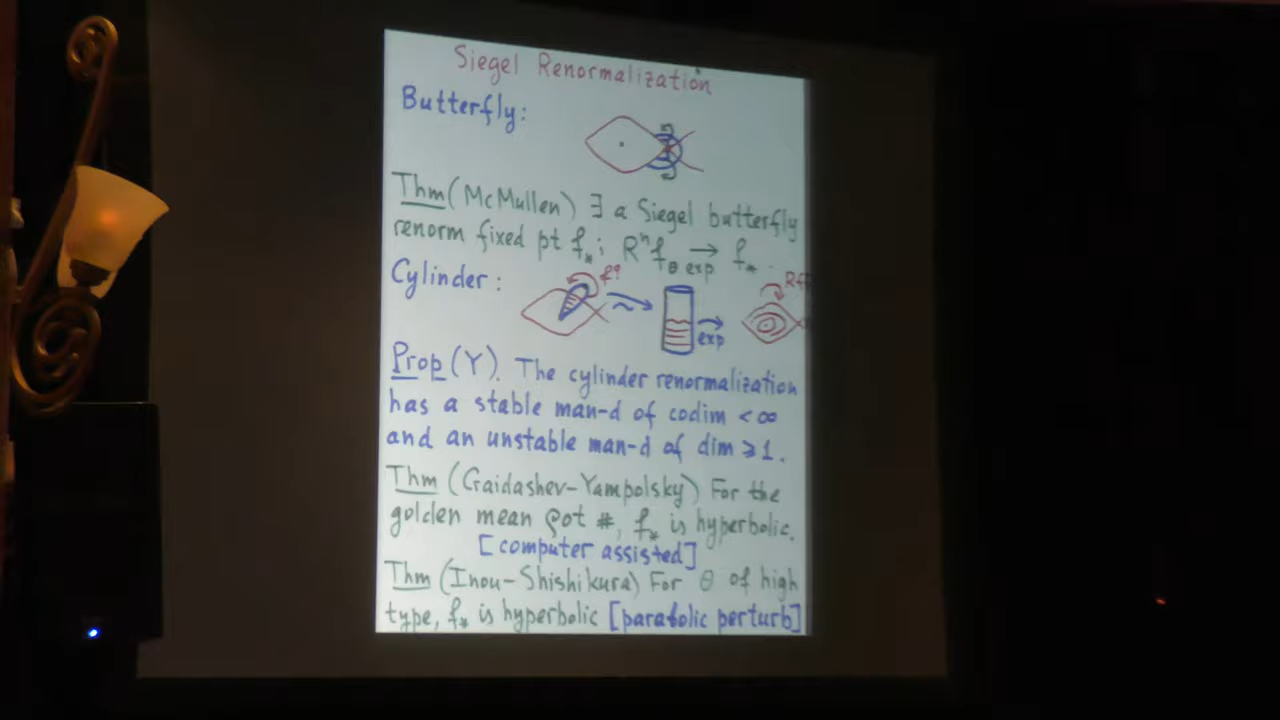 Siegel Renormalization
Butterfly:
Thm (McMullen) ∃ a Siegel butterfly
renorm fixed pt f⁎; Rⁿf_θ →exp f⁎.
Cylinder:
exp
Prop (Y). The cylinder renormalization
has a stable man-d of codim < ∞
and an unstable man-d of dim ⩾ 1.
Thm (Gaidashev-Yampolsky) For the
golden mean rot #, f⁎ is hyperbolic.
[computer assisted]
Thm (Inou-Shishikura) For θ of high
type, f⁎ is hyperbolic [parabolic perturb]